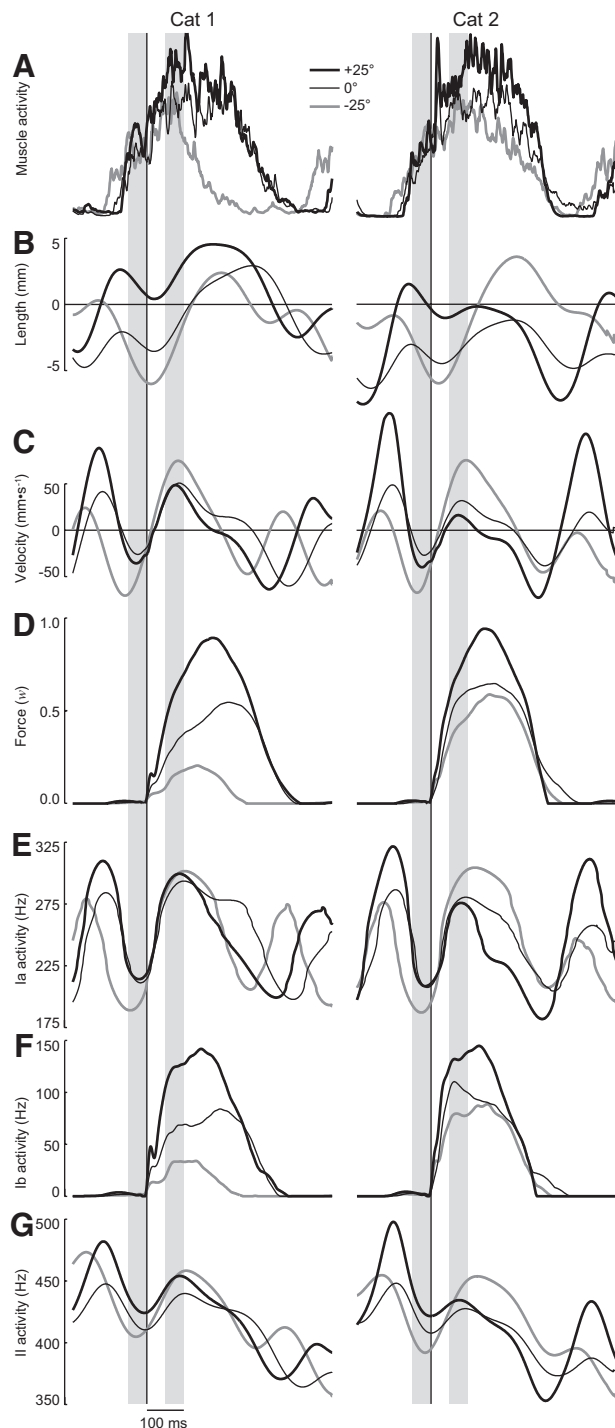 Cat 1
Cat 2
A
Muscle activity
+25°
0°
-25°
B
Length (mm)
5
0
-5
C
Velocity (mm•s⁻¹)
50
0
-50
D
Force (w)
1.0
0.5
0.0
E
Ia activity (Hz)
325
275
225
175
F
Ib activity (Hz)
150
100
50
0
G
II activity (Hz)
500
450
400
350
100 ms